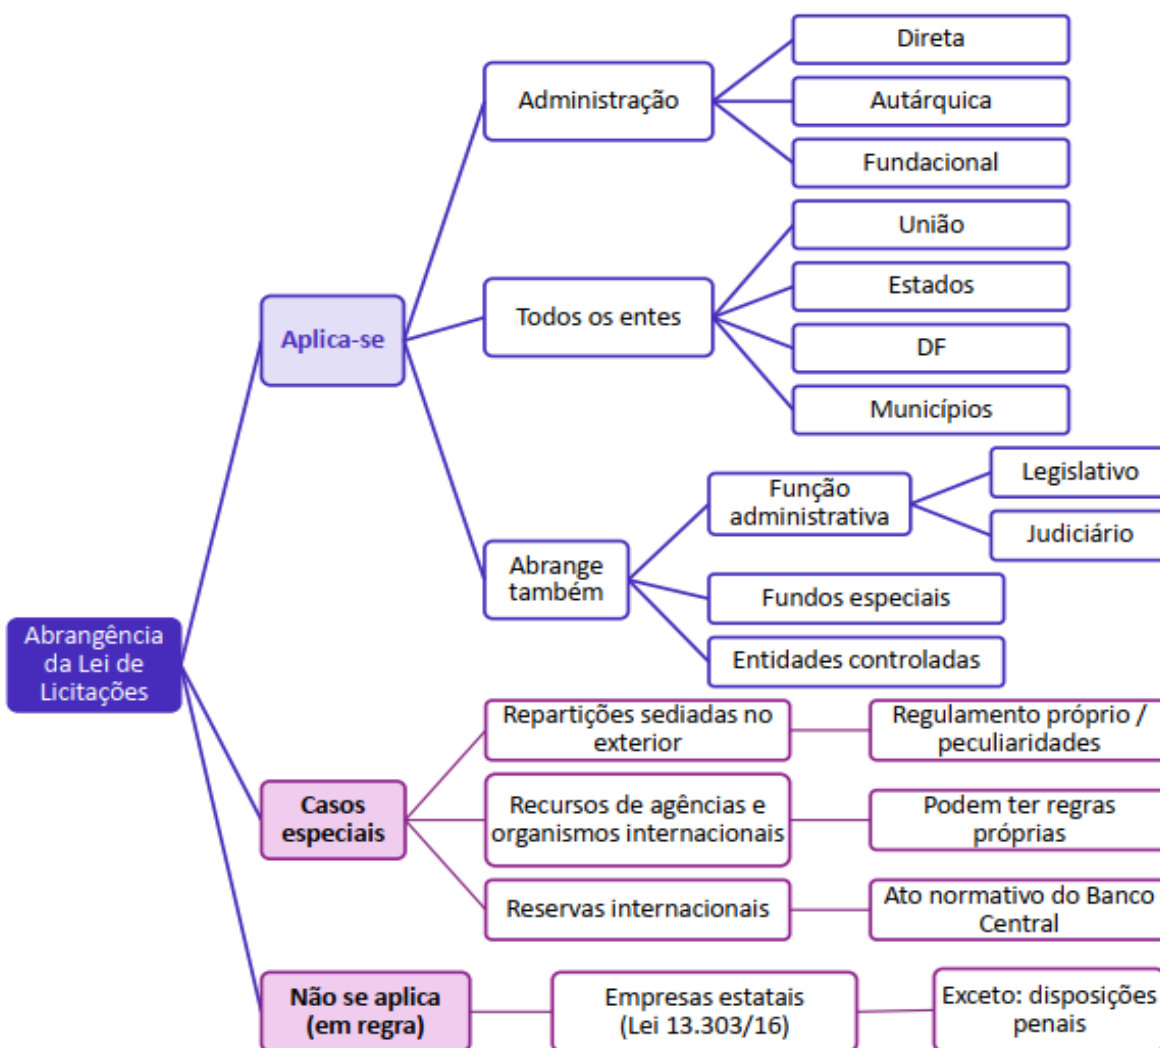 Abrangência
da Lei de
Licitações
Aplica-se
Administração
Direta
Autárquica
Fundacional
Todos os entes
União
Estados
DF
Municípios
Abrange
também
Função
administrativa
Legislativo
Judiciário
Fundos especiais
Entidades controladas
Casos
especiais
Repartições sediadas no
exterior
Regulamento próprio /
peculiaridades
Recursos de agências e
organismos internacionais
Podem ter regras
próprias
Reservas internacionais
Ato normativo do Banco
Central
Não se aplica
(em regra)
Empresas estatais
(Lei 13.303/16)
Exceto: disposições
penais